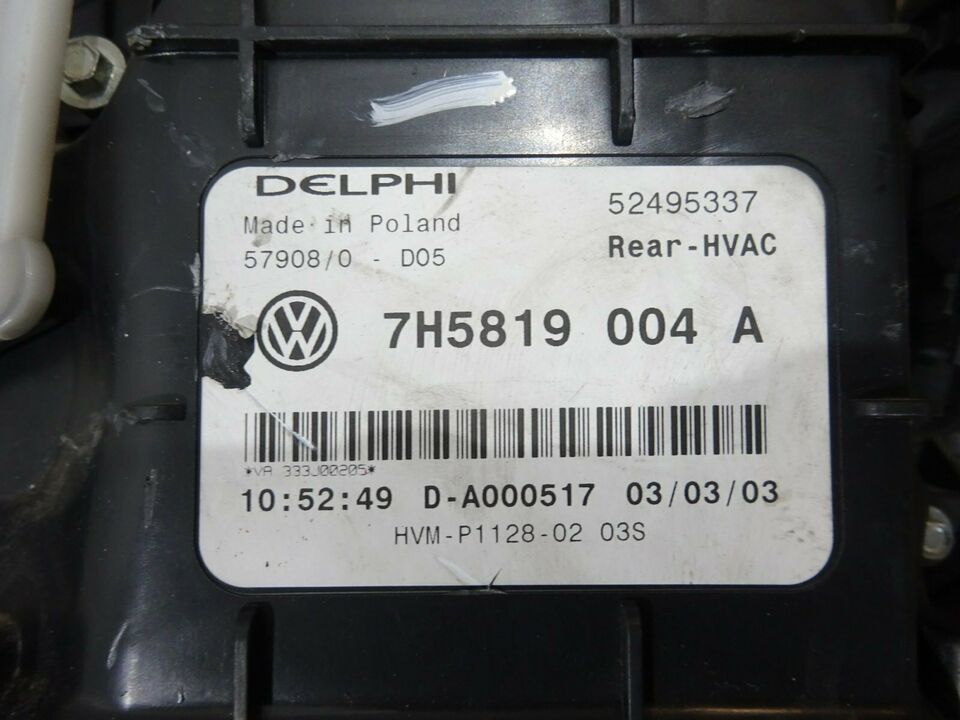 DELPHI
Made in Poland
57908/0 - D05
52495337
Rear-HVAC
VW
7H5819 004 A
*VA 333J00205*
10:52:49 D-A000517 03/03/03
HVM-P1128-02 03S